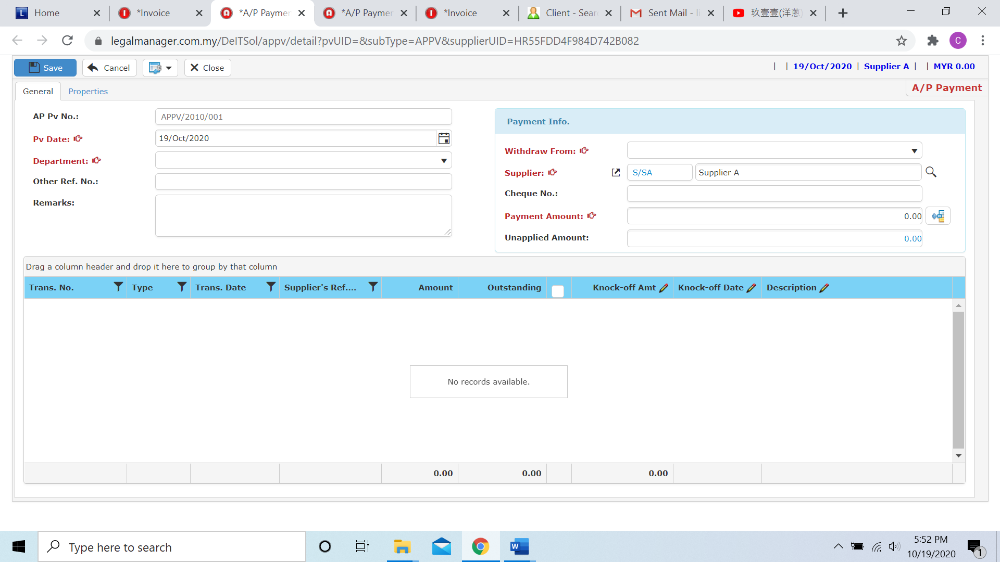 Home
*Invoice
*A/P Paymen
*A/P Paymen
*Invoice
Client - Sear
Sent Mail - li
玖壹壹(洋蔥)
legalmanager.com.my/DeITSol/appv/detail?pvUID=&subType=APPV&supplierUID=HR55FDD4F984D742B082
C
Save
Cancel
Close
| | 19/Oct/2020 | Supplier A | | MYR 0.00
General
Properties
A/P Payment
AP Pv No.:
APPV/2010/001
Pv Date:
19/Oct/2020
Department:
Other Ref. No.:
Remarks:
Payment Info.
Withdraw From:
Supplier:
S/SA
Supplier A
Cheque No.:
Payment Amount:
0.00
Unapplied Amount:
0.00
Drag a column header and drop it here to group by that column
Trans. No.
Type
Trans. Date
Supplier's Ref....
Amount
Outstanding
Knock-off Amt
Knock-off Date
Description
No records available.
0.00
0.00
0.00
Type here to search
5:52 PM
10/19/2020
1